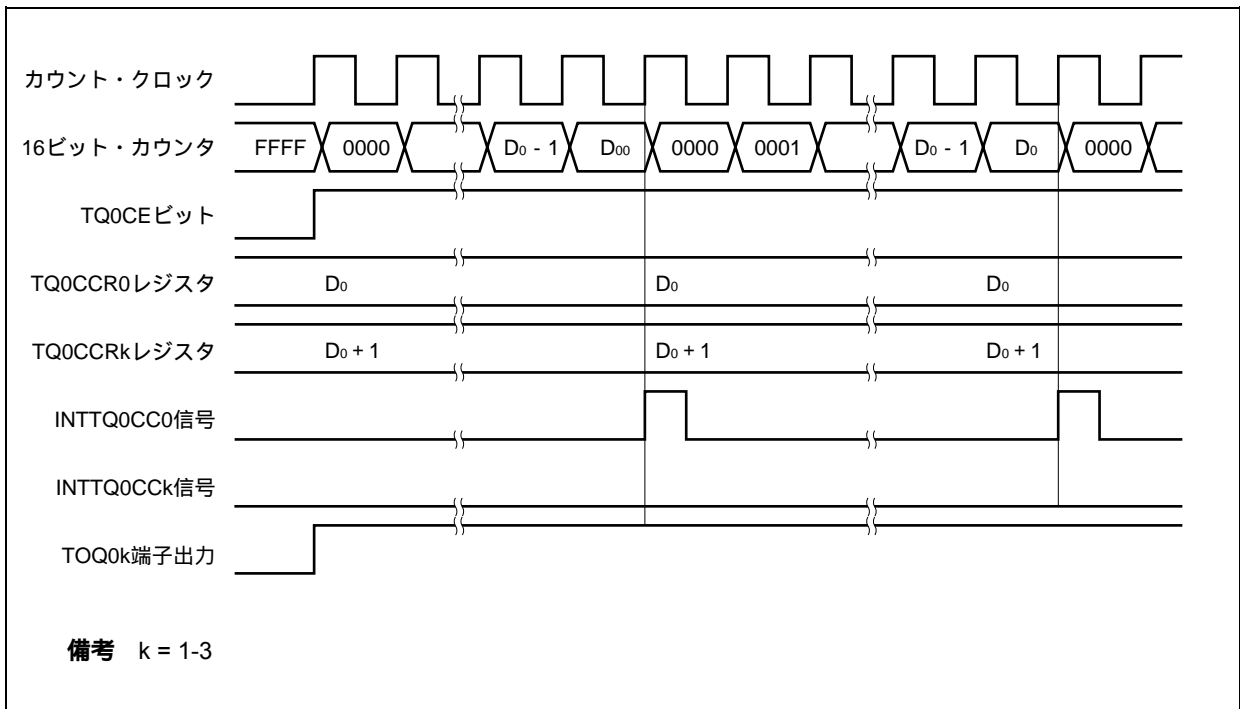 カウント・クロック
16ビット・カウンタ FFFF 0000 D0 - 1 D00 0000 0001 D0 - 1 D0 0000
TQ0CEビット
TQ0CCR0レジスタ D0 D0 D0
TQ0CCRkレジスタ D0 + 1 D0 + 1 D0 + 1
INTTQ0CC0信号
INTTQ0CCk信号
TOQ0k端子出力
備考 k = 1-3